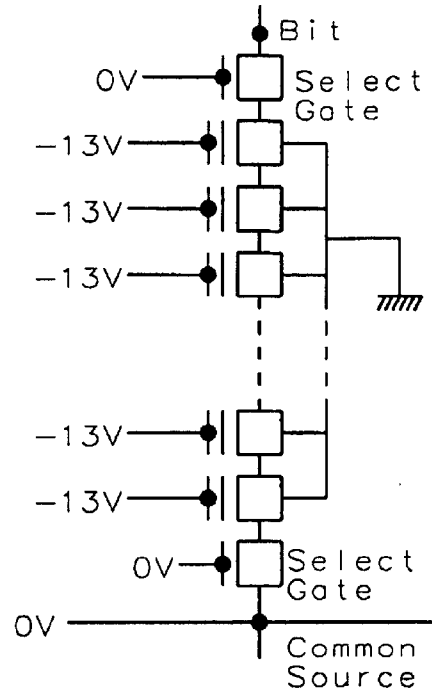 Bit
0V
Select
Gate
-13V
-13V
-13V
-13V
-13V
0V
Select
Gate
0V
Common
Source